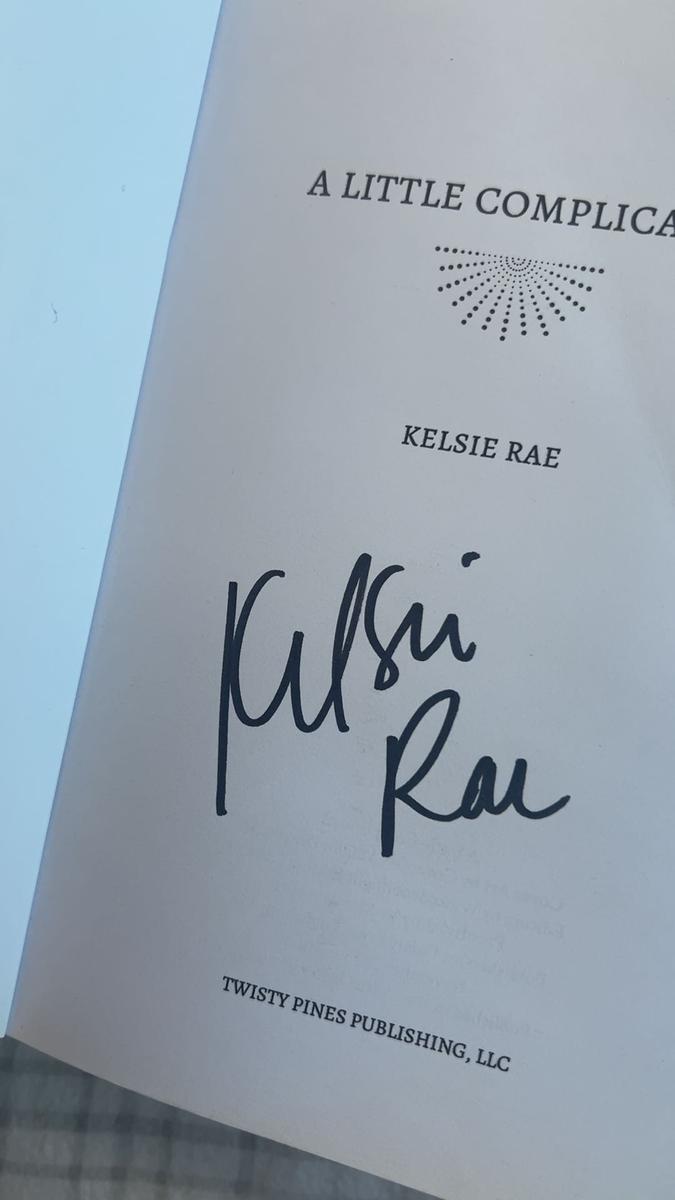 A LITTLE COMPLICA
KELSIE RAE
Kelsie
Rae
TWISTY PINES PUBLISHING, LLC